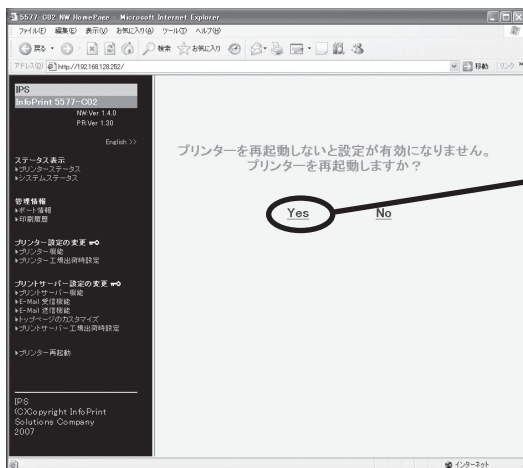 5577-C02 NW HomePage - Microsoft Internet Explorer
ファイル(F) 編集(E) 表示(V) お気に入り(A) ツール(T) ヘルプ(H)
戻る 検索 お気に入り
アドレス(D) http://192.168.128.252/ 移動 リンク »
IPS
InfoPrint 5577-C02
NW:Ver 1.4.0
PR:Ver 1.30
English >>
ステータス表示
プリンターステータス
システムステータス
管理情報
ポート情報
印刷履歴
プリンター設定の変更
プリンター機能
プリンター工場出荷時設定
プリントサーバー設定の変更
プリントサーバー機能
E-Mail 受信機能
E-Mail 送信機能
トップページのカスタマイズ
プリントサーバー工場出荷時設定
プリンター再起動
IPS
(C)Copyright InfoPrint
Solutions Company
2007
プリンターを再起動しないと設定が有効になりません。
プリンターを再起動しますか？
Yes No
インターネット